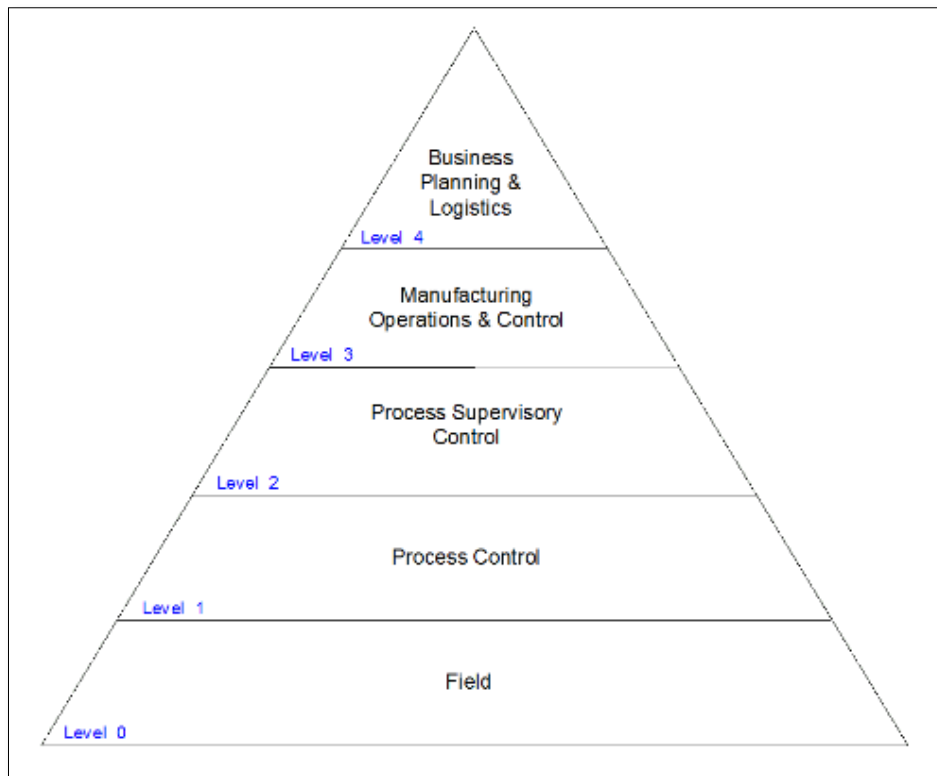 Business
Planning &
Logistics
Level 4
Manufacturing
Operations & Control
Level 3
Process Supervisory
Control
Level 2
Process Control
Level 1
Field
Level 0